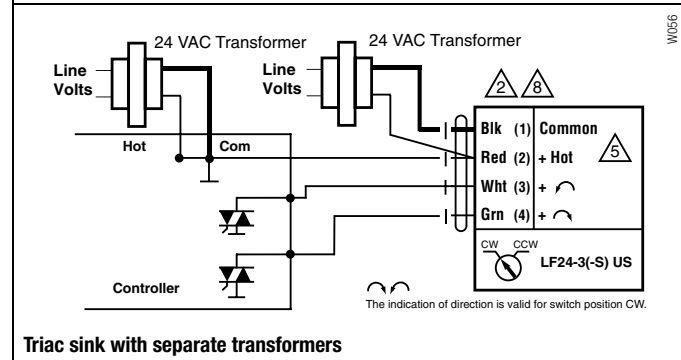 W056
24 VAC Transformer
24 VAC Transformer
Line
Volts
Line
Volts
2
8
Hot
Com
Blk (1) Common
Red (2) + Hot
5
Wht (3) +
Grn (4) +
CW
CCW
LF24-3(-S) US
Controller
The indication of direction is valid for switch position CW.
Triac sink with separate transformers